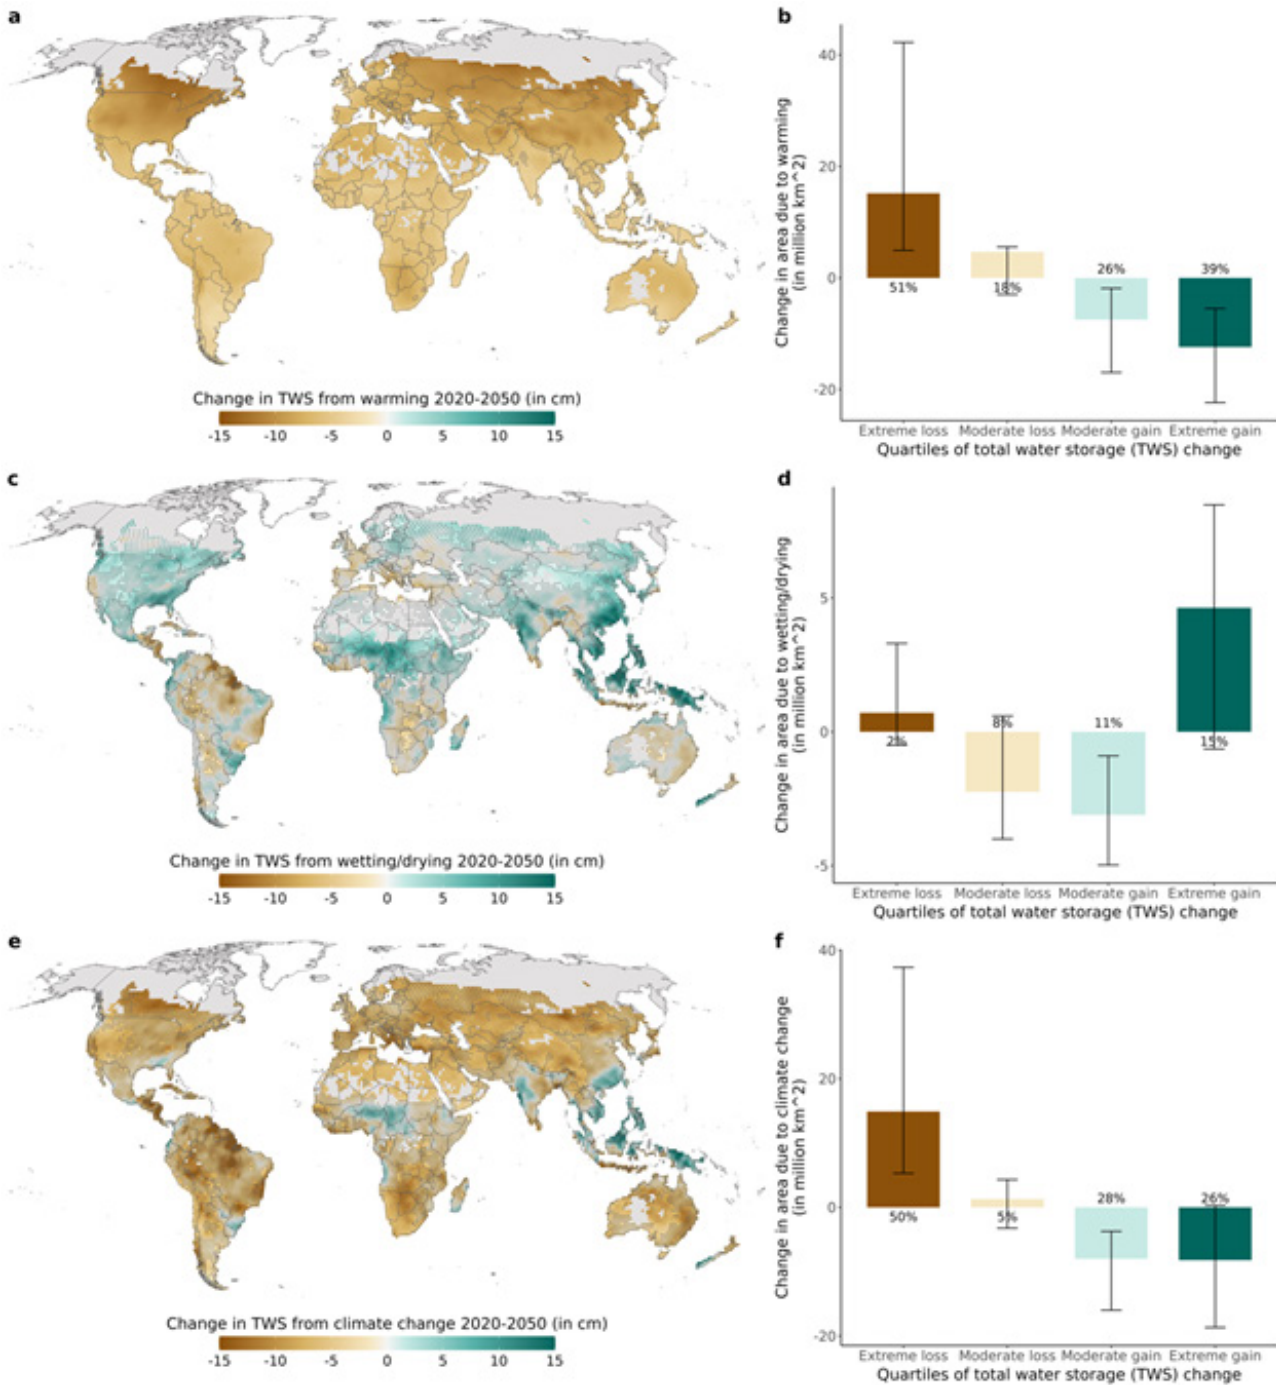 a
Change in TWS from warming 2020-2050 (in cm)
-15 -10 -5 0 5 10 15
b
Change in area due to warming
(in million km^2)
40
20
0
-20
51%
18%
26%
39%
Extreme loss Moderate loss Moderate gain Extreme gain
Quartiles of total water storage (TWS) change
c
Change in TWS from wetting/drying 2020-2050 (in cm)
-15 -10 -5 0 5 10 15
d
Change in area due to wetting/drying
(in million km^2)
5
0
-5
2%
8%
11%
15%
Extreme loss Moderate loss Moderate gain Extreme gain
Quartiles of total water storage (TWS) change
e
Change in TWS from climate change 2020-2050 (in cm)
-15 -10 -5 0 5 10 15
f
Change in area due to climate change
(in million km^2)
40
20
0
-20
50%
5%
28%
26%
Extreme loss Moderate loss Moderate gain Extreme gain
Quartiles of total water storage (TWS) change